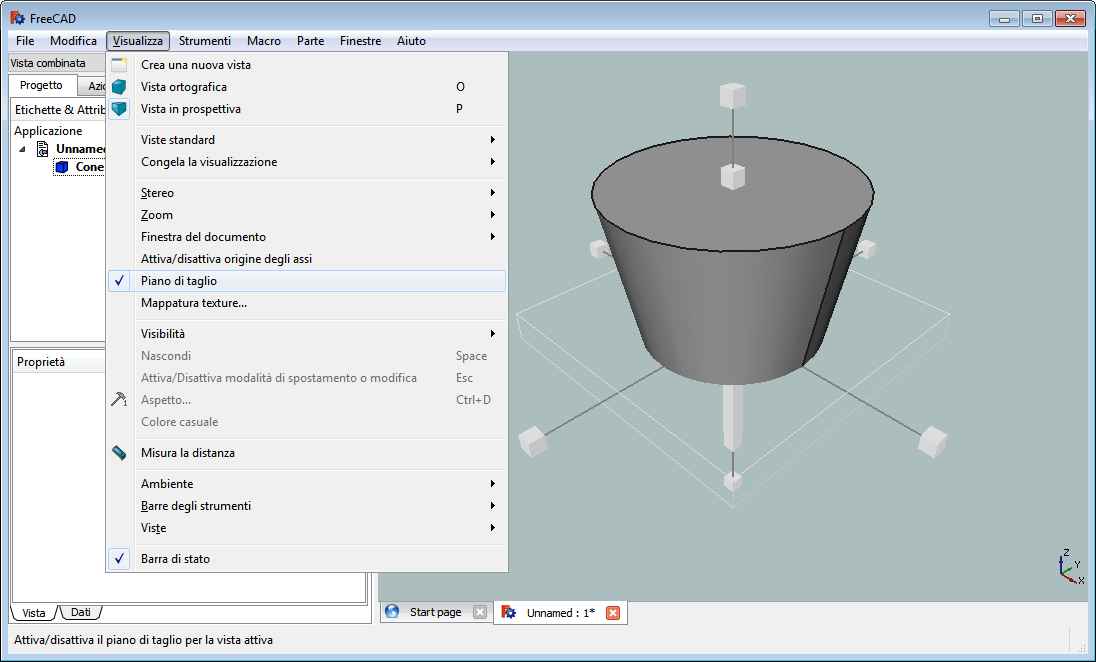 FreeCAD
File Modifica Visualizza Strumenti Macro Parte Finestre Aiuto
Vista combinata
Progetto Azio
Etichette & Attrib
Applicazione
Unnamed
Cone
Crea una nuova vista
Vista ortografica O
Vista in prospettiva P
Viste standard
Congela la visualizzazione
Stereo
Zoom
Finestra del documento
Attiva/disattiva origine degli assi
Piano di taglio
Mappatura texture...
Visibilità
Nascondi Space
Attiva/Disattiva modalità di spostamento o modifica Esc
Aspetto... Ctrl+D
Colore casuale
Misura la distanza
Ambiente
Barre degli strumenti
Viste
Barra di stato
Proprietà
Vista Dati
Z
Y
X
Start page Unnamed : 1*
Attiva/disattiva il piano di taglio per la vista attiva